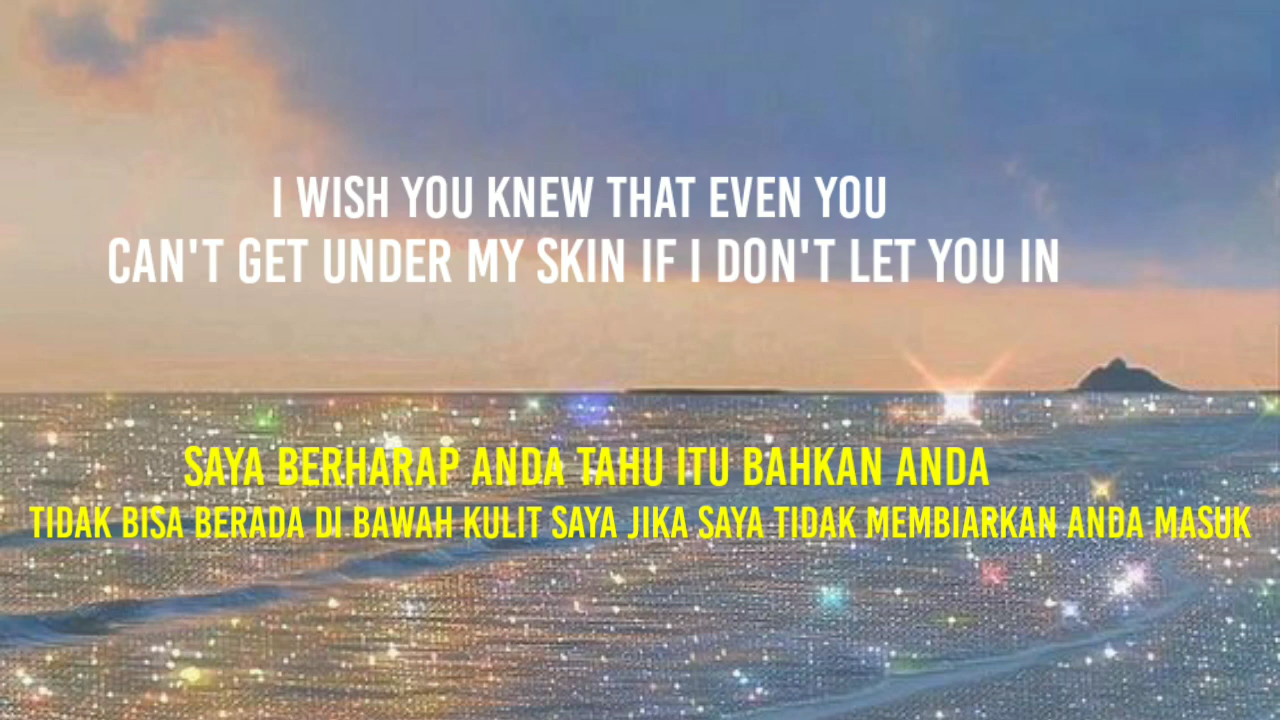 I WISH YOU KNEW THAT EVEN YOU
CAN'T GET UNDER MY SKIN IF I DON'T LET YOU IN
SAYA BERHARAP ANDA TAHU ITU BAHKAN ANDA
TIDAK BISA BERADA DI BAWAH KULIT SAYA JIKA SAYA TIDAK MEMBIARKAN ANDA MASUK